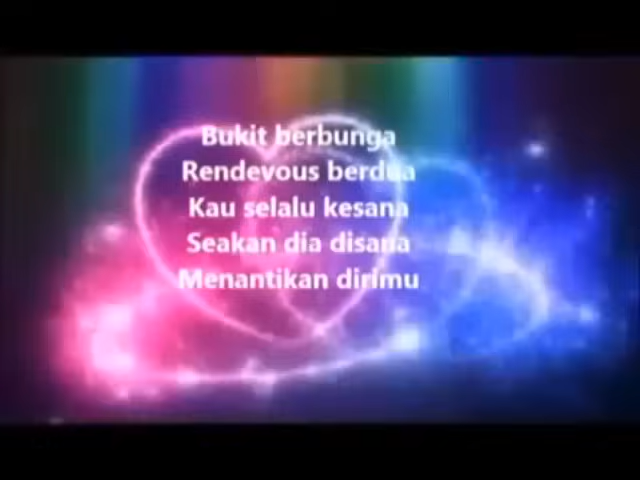 Bukit berbunga
Rendevous berdua
Kau selalu kesana
Seakan dia disana
Menantikan dirimu